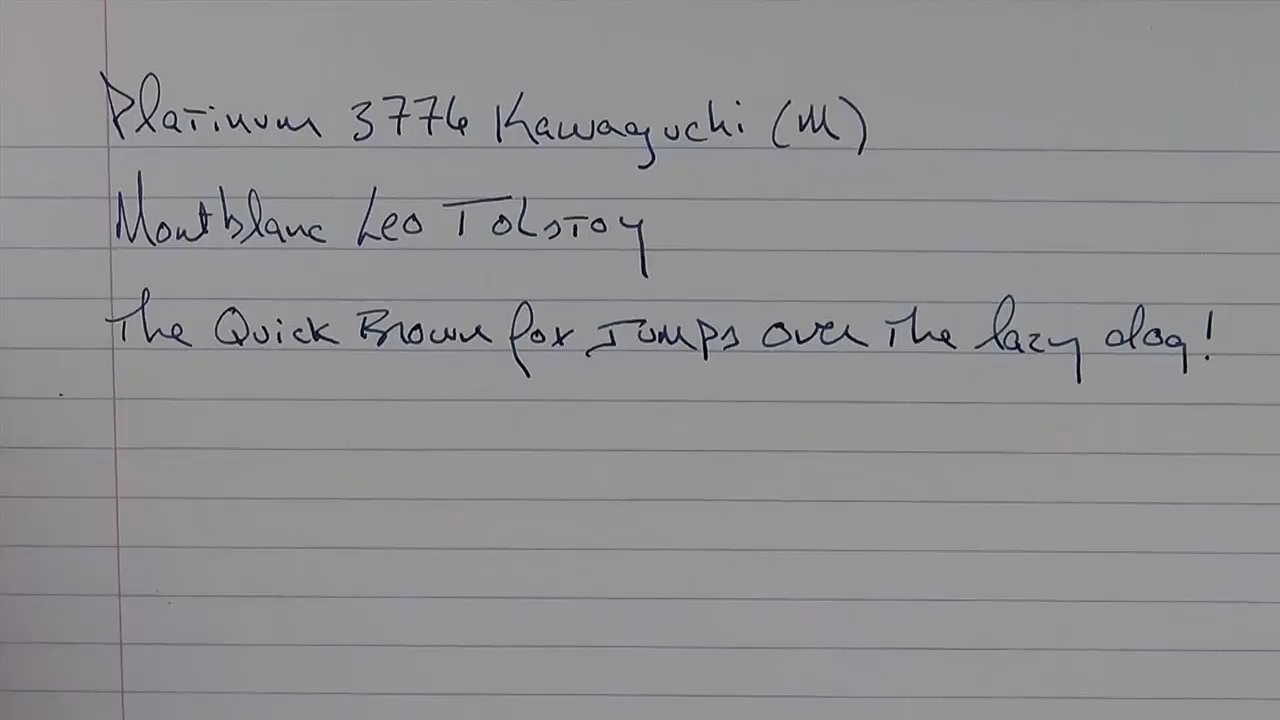 Platinum 3776 Kawaguchi (M)
Montblanc Leo Tolstoy
The Quick Brown fox Jumps over The lazy dog!